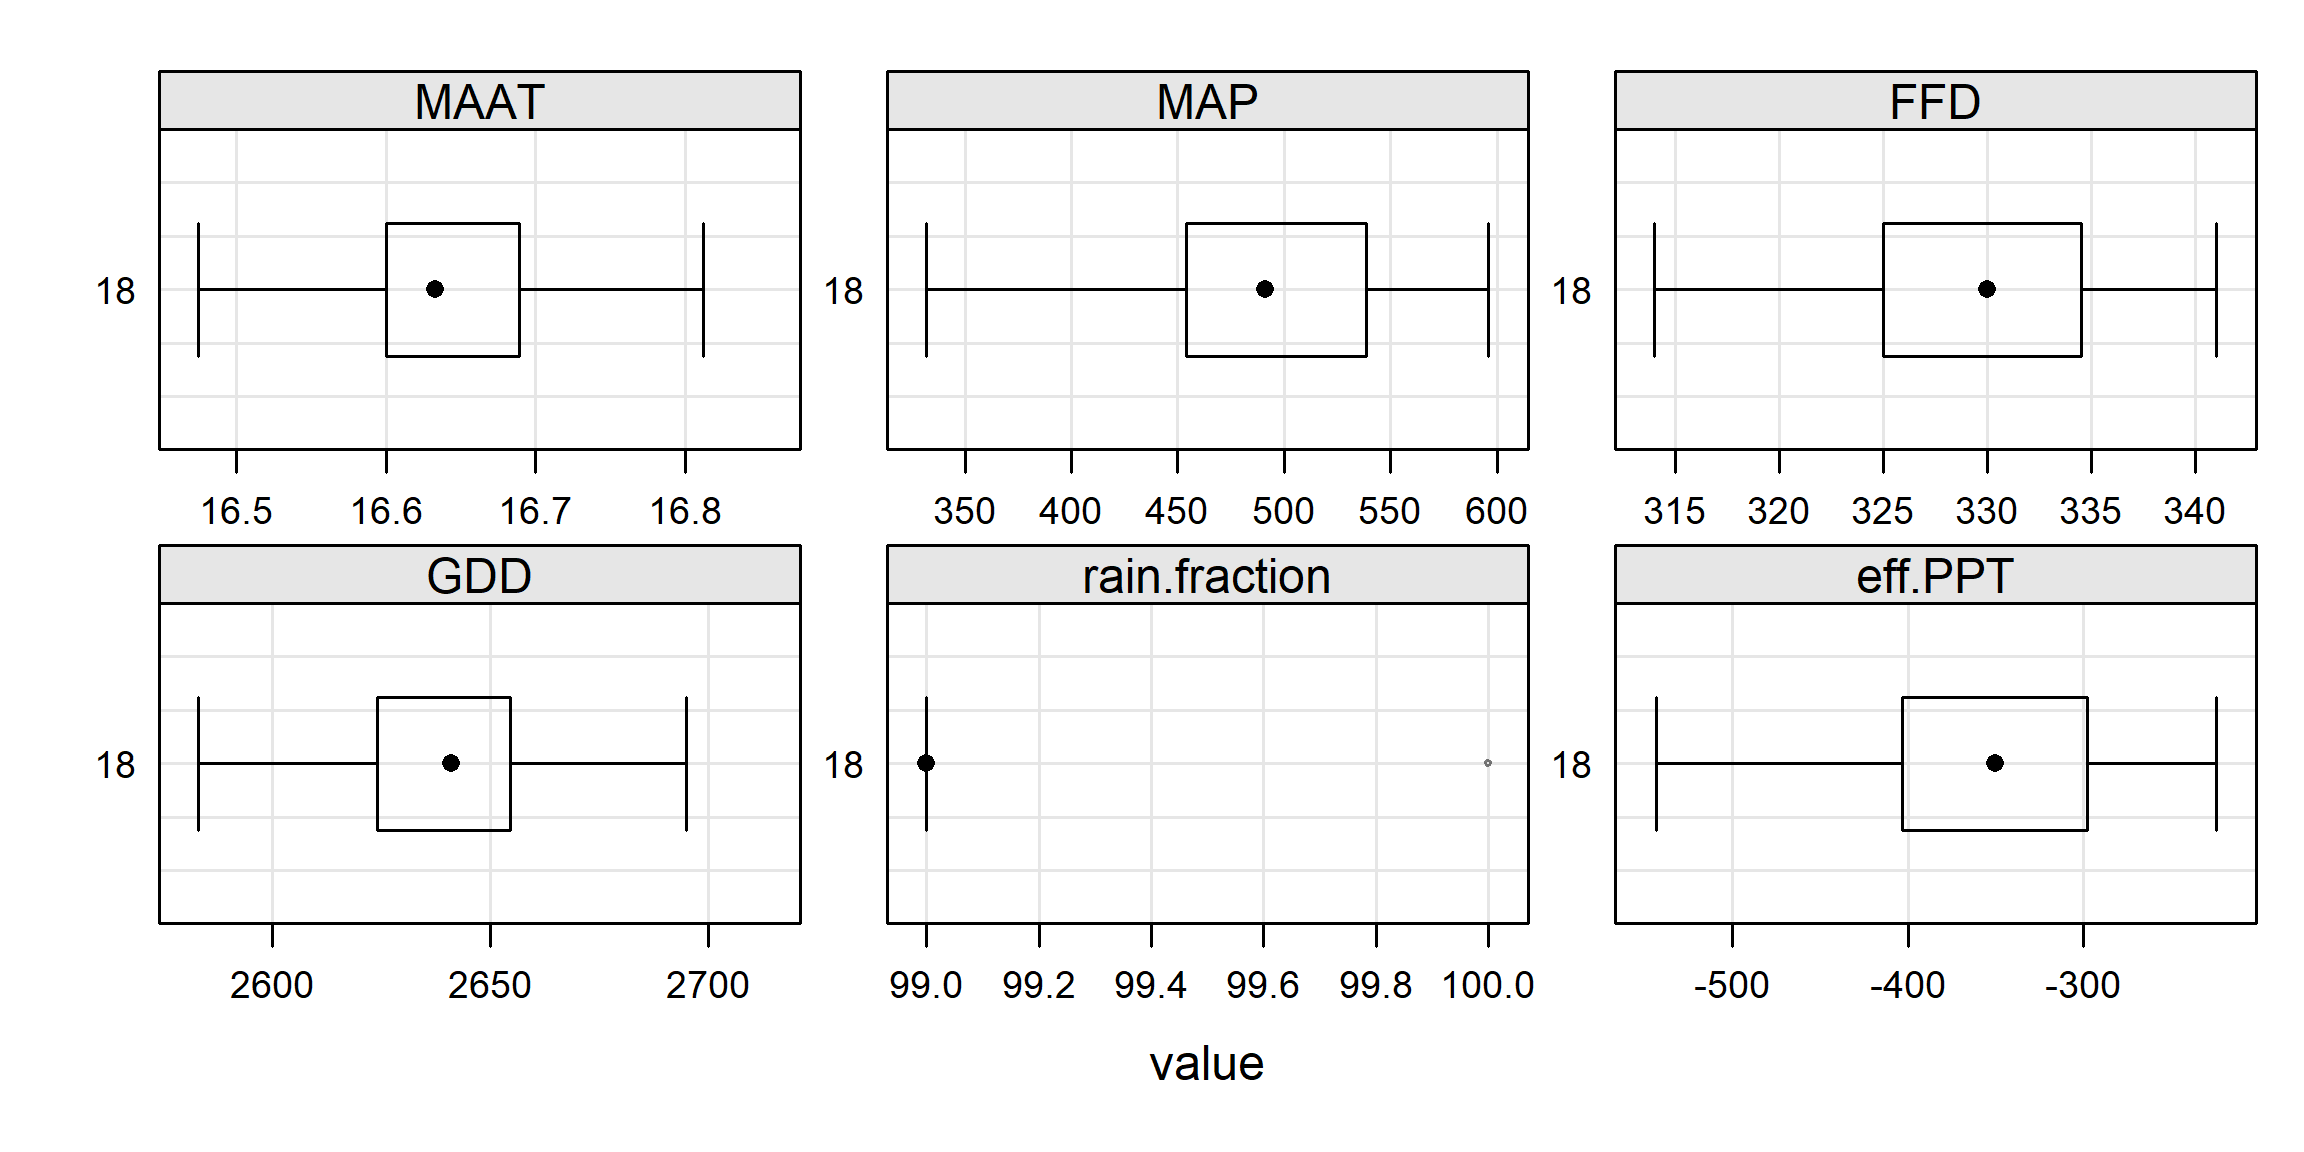 MAAT MAP FFD
18 18 18
16.5 16.6 16.7 16.8 350 400 450 500 550 600 315 320 325 330 335 340
GDD rain.fraction eff.PPT
18 18 18
2600 2650 2700 99.0 99.2 99.4 99.6 99.8 100.0 -500 -400 -300
value